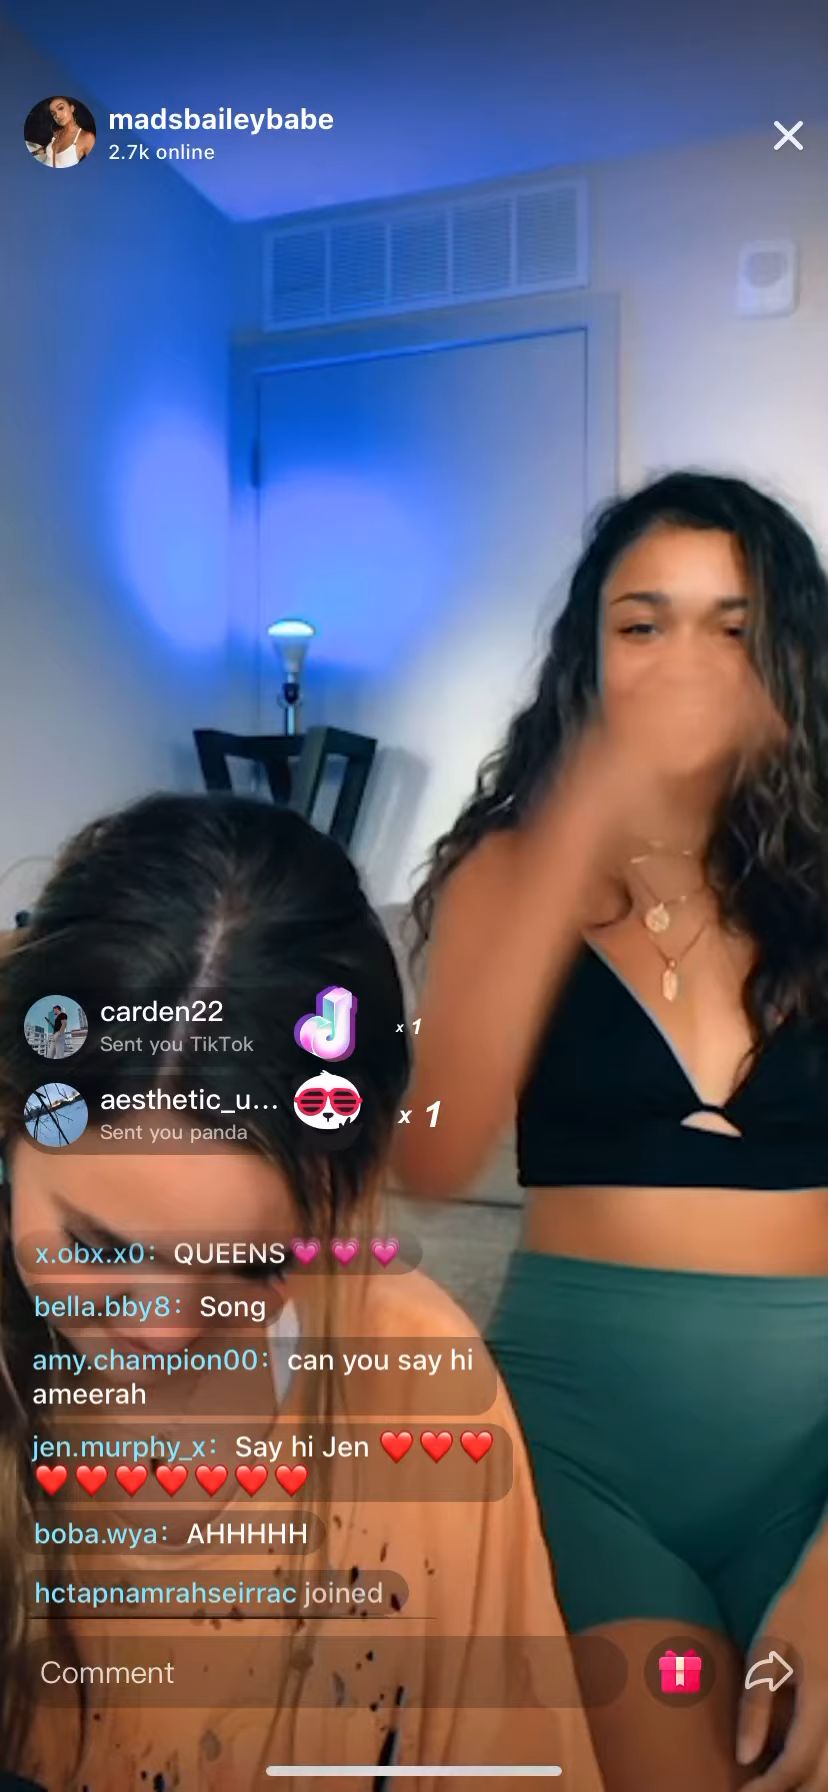 madsbaileybabe
2.7k online
carden22
Sent you TikTok
x 1
aesthetic_u...
Sent you panda
x 1
x.obx.x0: QUEENS💗💗💗
bella.bby8: Song
amy.champion00: can you say hi
ameerah
jen.murphy_x: Say hi Jen ❤️❤️❤️
❤️❤️❤️❤️❤️❤️❤️
boba.wya: AHHHHH
hctapnamrahseirrac joined
Comment